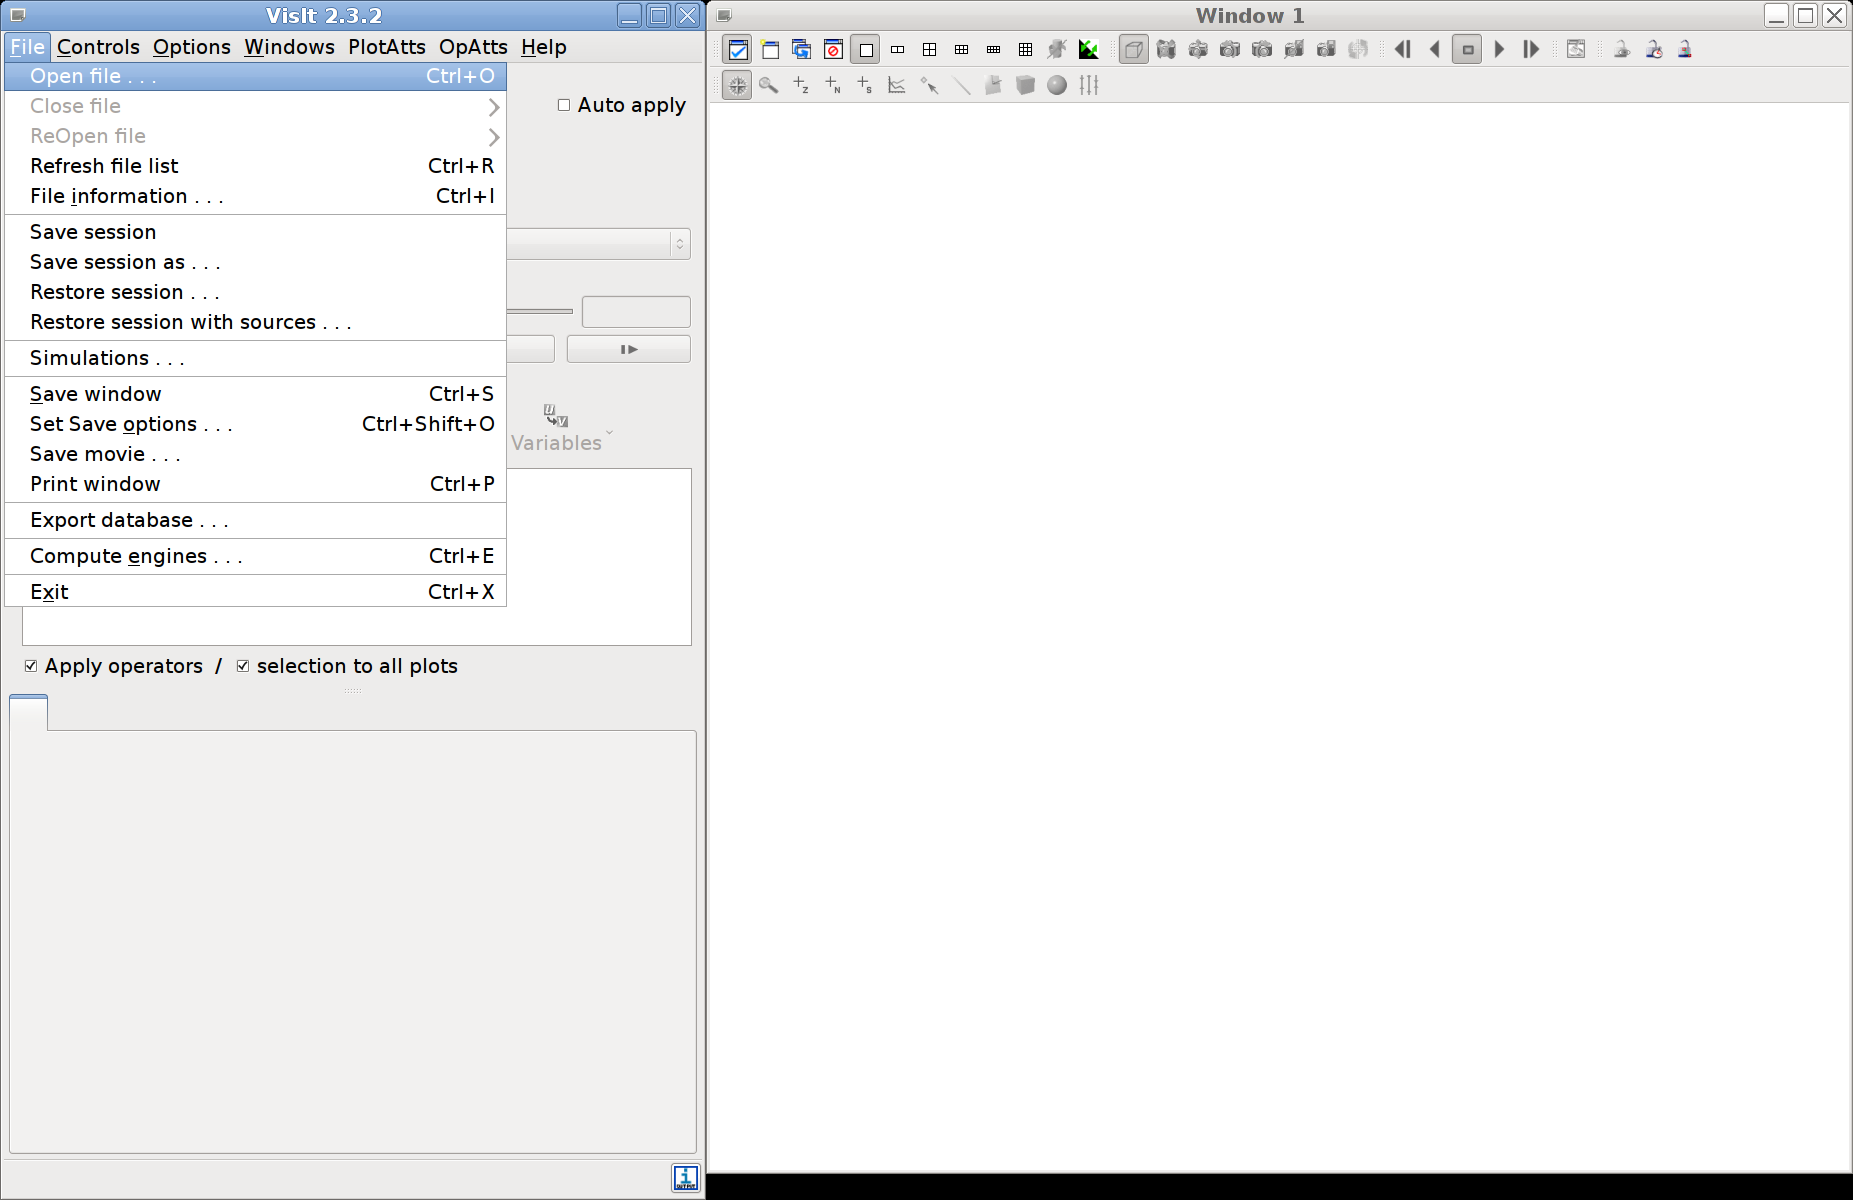 VisIt 2.3.2
File Controls Options Windows PlotAtts OpAtts Help
Open file . . . Ctrl+O
Close file
ReOpen file
Refresh file list Ctrl+R
File information . . . Ctrl+I
Save session
Save session as . . .
Restore session . . .
Restore session with sources . . .
Simulations . . .
Save window Ctrl+S
Set Save options . . . Ctrl+Shift+O
Save movie . . .
Print window Ctrl+P
Export database . . .
Compute engines . . . Ctrl+E
Exit Ctrl+X
Auto apply
Variables
Apply operators / selection to all plots
Window 1